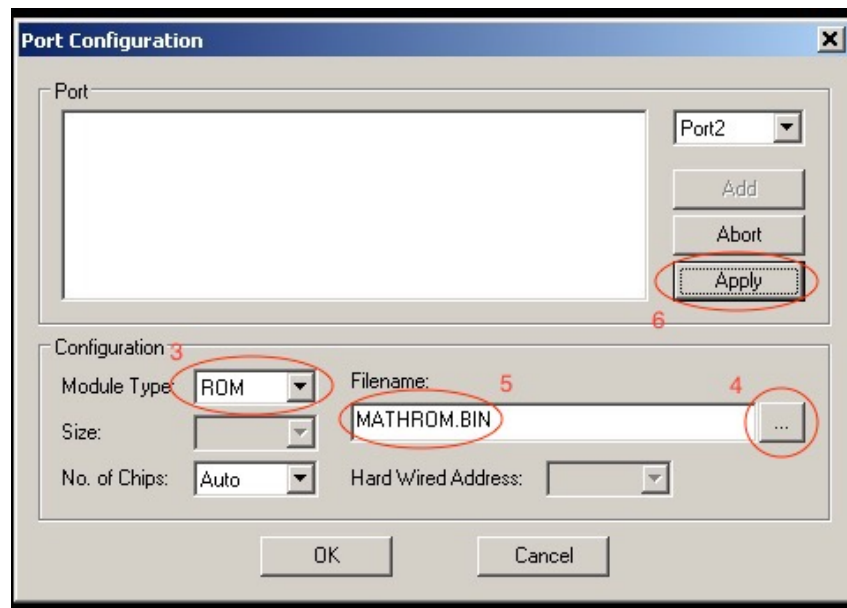 Port Configuration
Port
Port2
Add
Abort
Apply
6
Configuration 3
Module Type: ROM Filename: 5 4
MATHROM.BIN ...
Size:
No. of Chips: Auto Hard Wired Address:
OK Cancel